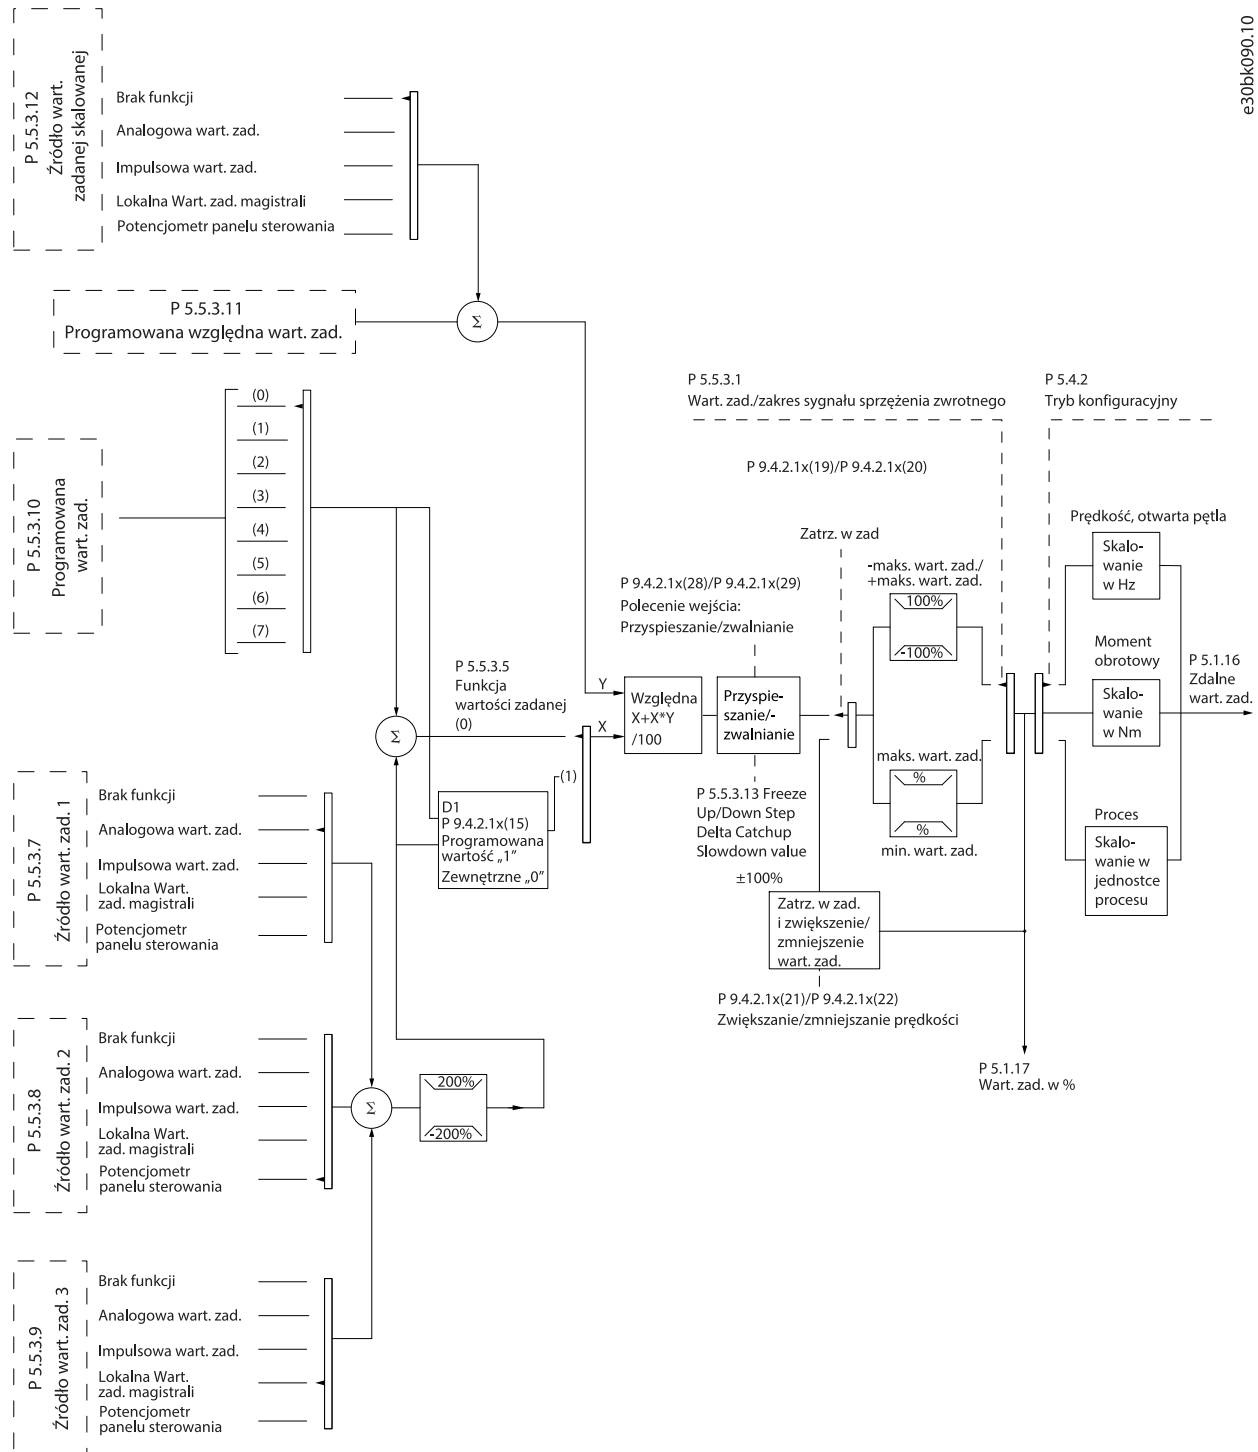 e30bk090.10
P 5.5.3.12
Źródło wart.
zadanej skalowanej
Brak funkcji
Analogowa wart. zad.
Impulsowa wart. zad.
Lokalna Wart. zad. magistrali
Potencjometr panelu sterowania
P 5.5.3.11
Programowana względna wart. zad.
Σ
P 5.5.3.10
Programowana
wart. zad.
(0)
(1)
(2)
(3)
(4)
(5)
(6)
(7)
P 5.5.3.1
Wart. zad./zakres sygnału sprzężenia zwrotnego
P 5.4.2
Tryb konfiguracyjny
P 9.4.2.1x(19)/P 9.4.2.1x(20)
Zatrz. w zad
P 9.4.2.1x(28)/P 9.4.2.1x(29)
Polecenie wejścia:
Przyspieszanie/zwalnianie
-maks. wart. zad./
+maks. wart. zad.
100%
-100%
Prędkość, otwarta pętla
Skalo-
wanie
w Hz
P 5.5.3.5
Funkcja
wartości zadanej
(0)
Σ
Y
X
Względna
X+X*Y
/100
Przyspie-
szanie/-
zwalnianie
Moment
obrotowy
Skalo-
wanie
w Nm
P 5.1.16
Zdalne
wart. zad.
(1)
D1
P 9.4.2.1x(15)
Programowana
wartość „1”
Zewnętrzne „0”
P 5.5.3.13 Freeze
Up/Down Step
Delta Catchup
Slowdown value
±100%
maks. wart. zad.
%
%
min. wart. zad.
Proces
Skalo-
wanie w
jednostce
procesu
Zatrz. w zad.
i zwiększenie/
zmniejszenie
wart. zad.
P 9.4.2.1x(21)/P 9.4.2.1x(22)
Zwiększanie/zmniejszanie prędkości
P 5.1.17
Wart. zad. w %
P 5.5.3.7
Źródło wart. zad. 1
Brak funkcji
Analogowa wart. zad.
Impulsowa wart. zad.
Lokalna Wart.
zad. magistrali
Potencjometr
panelu sterowania
P 5.5.3.8
Źródło wart. zad. 2
Brak funkcji
Analogowa wart. zad.
Impulsowa wart. zad.
Lokalna Wart.
zad. magistrali
Potencjometr
panelu sterowania
Σ
200%
-200%
P 5.5.3.9
Źródło wart. zad. 3
Brak funkcji
Analogowa wart. zad.
Impulsowa wart. zad.
Lokalna Wart.
zad. magistrali
Potencjometr
panelu sterowania